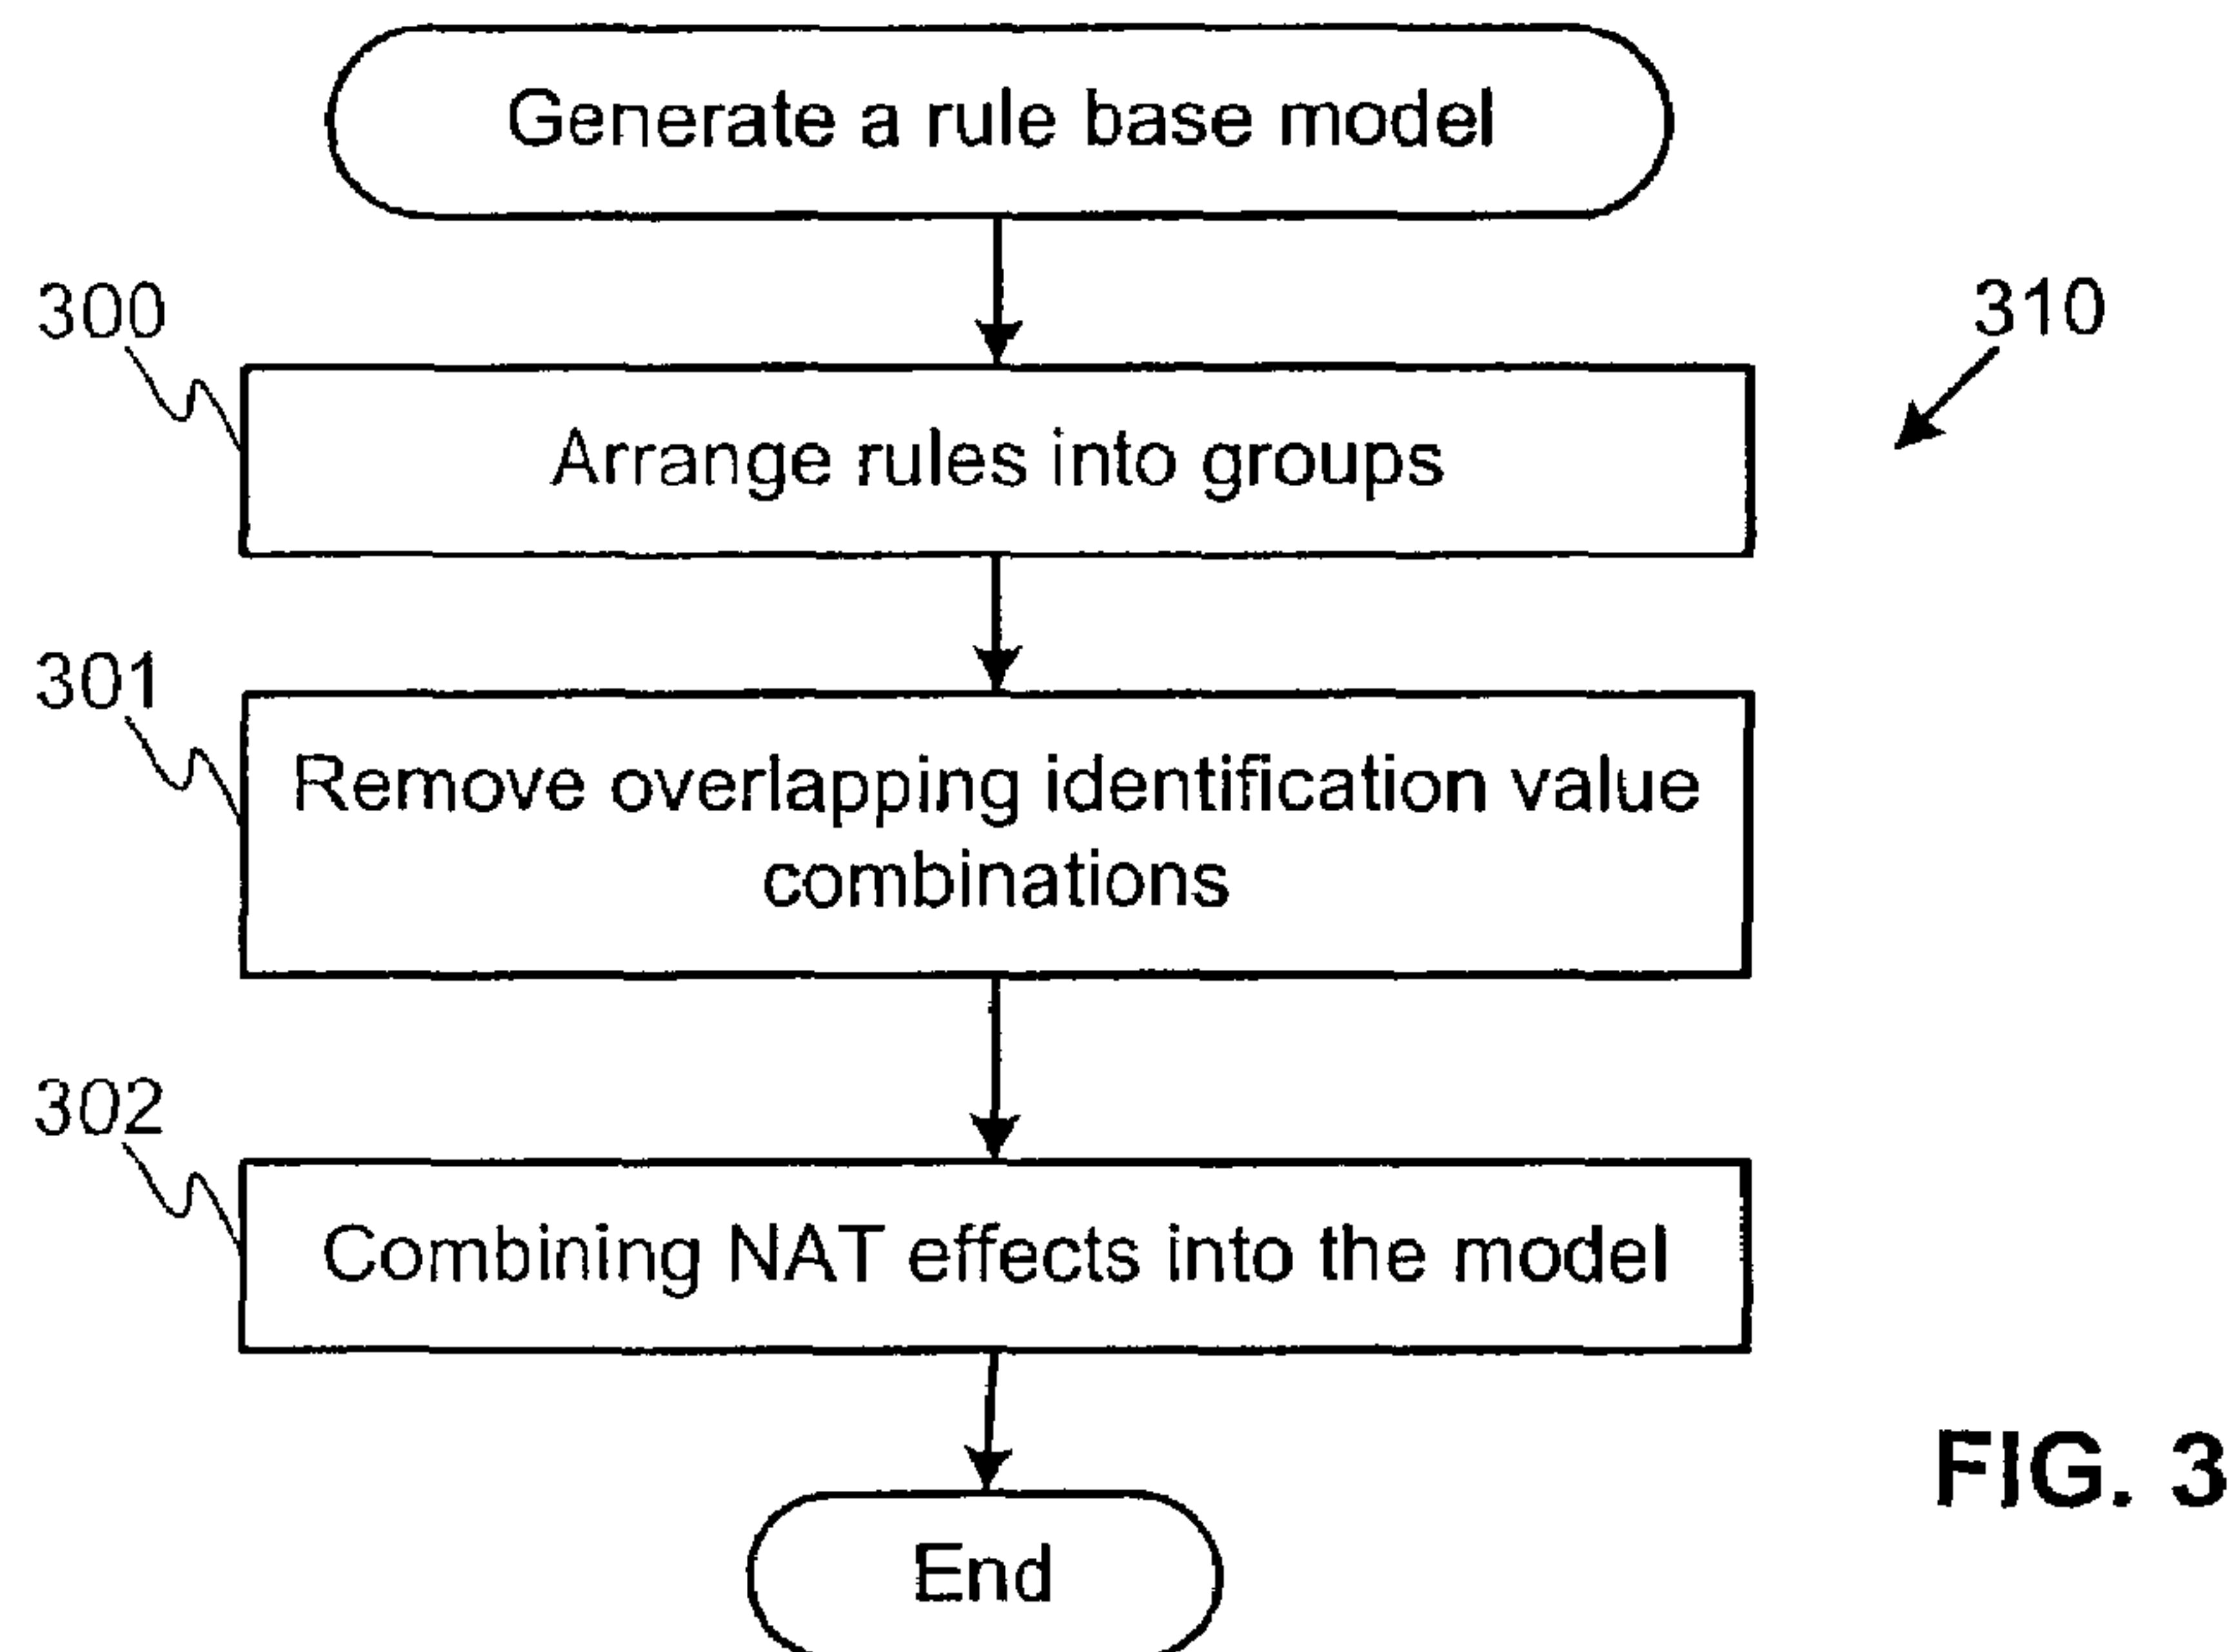 Generate a rule base model
300
310
Arrange rules into groups
301
Remove overlapping identification value
combinations
302
Combining NAT effects into the model
FIG. 3
End